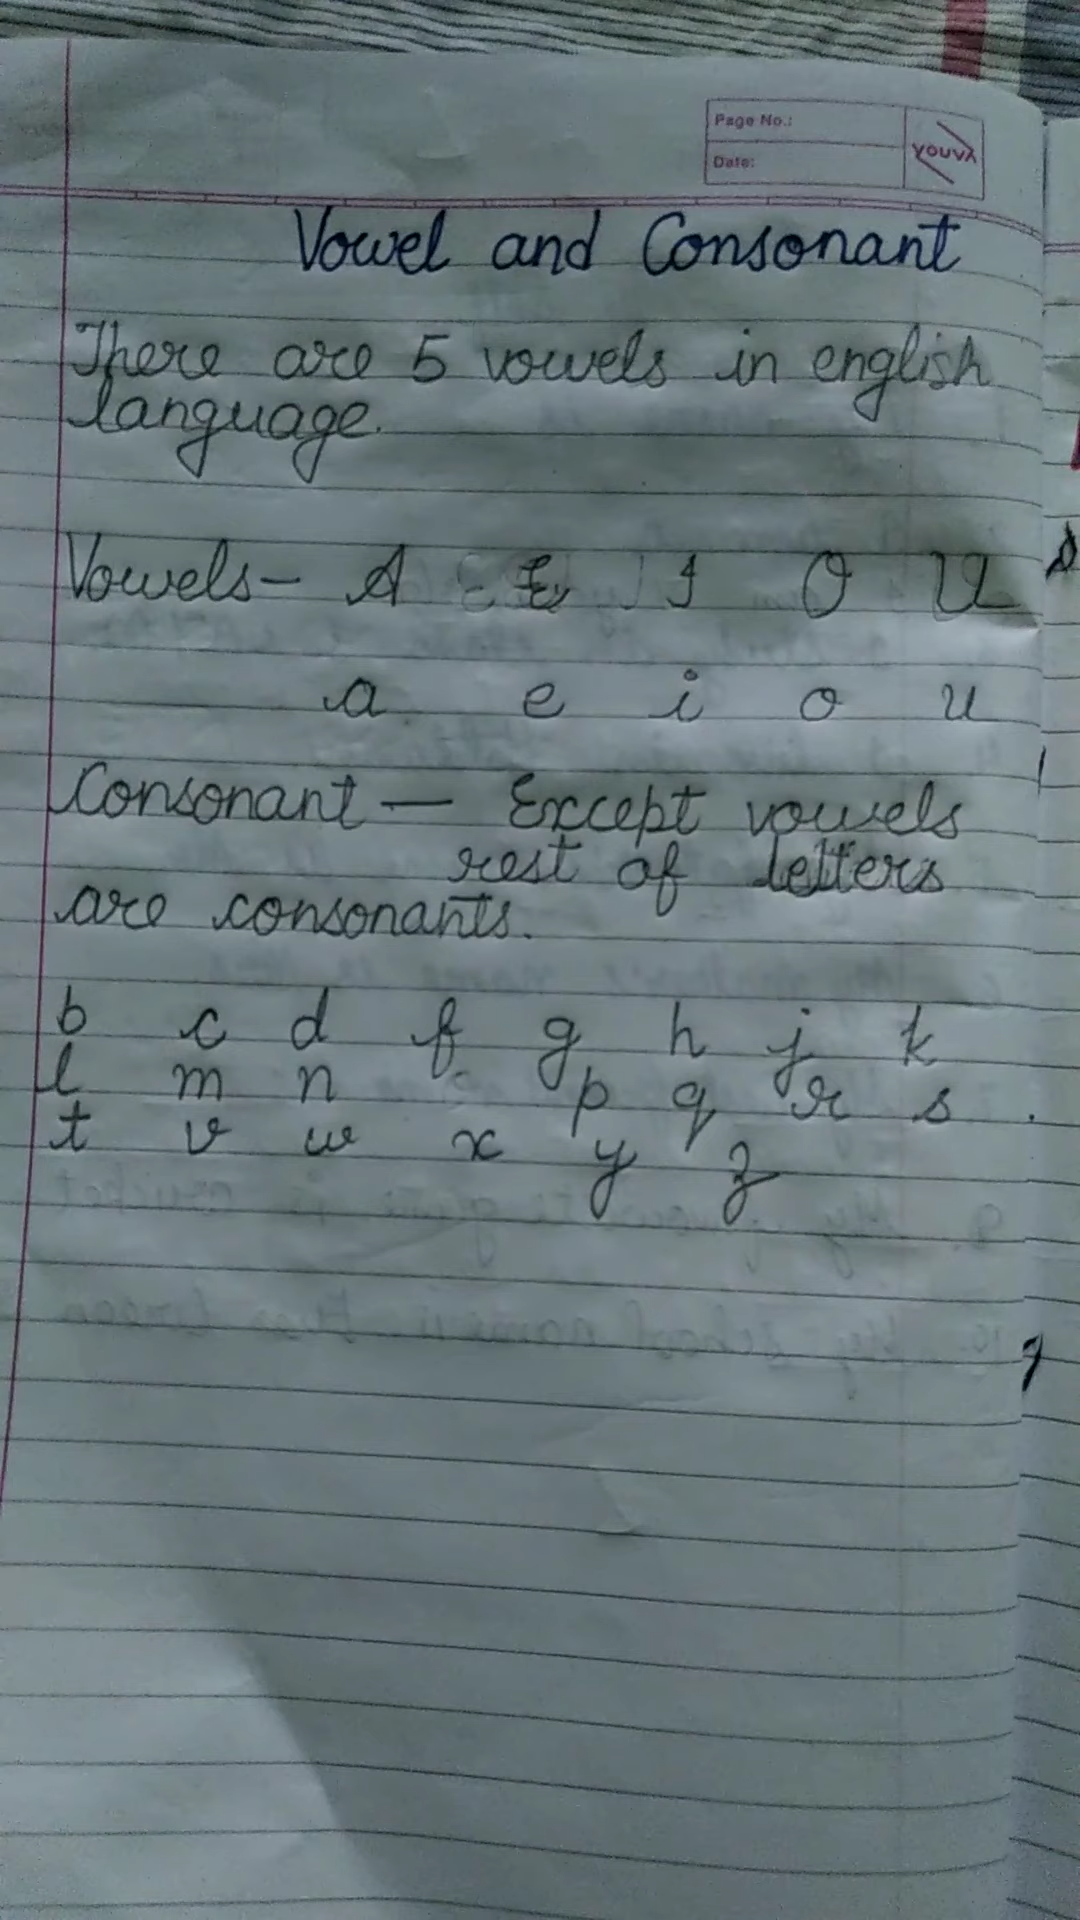 Page No.:
Date:
YOUVA
Vowel and Consonant
There are 5 vowels in english
language.
Vowels- A E I O U
a e i o u
Consonant — Except vowels
rest of letters
are consonants.
b c d f g h j k
l m n p q r s
t v w x y z